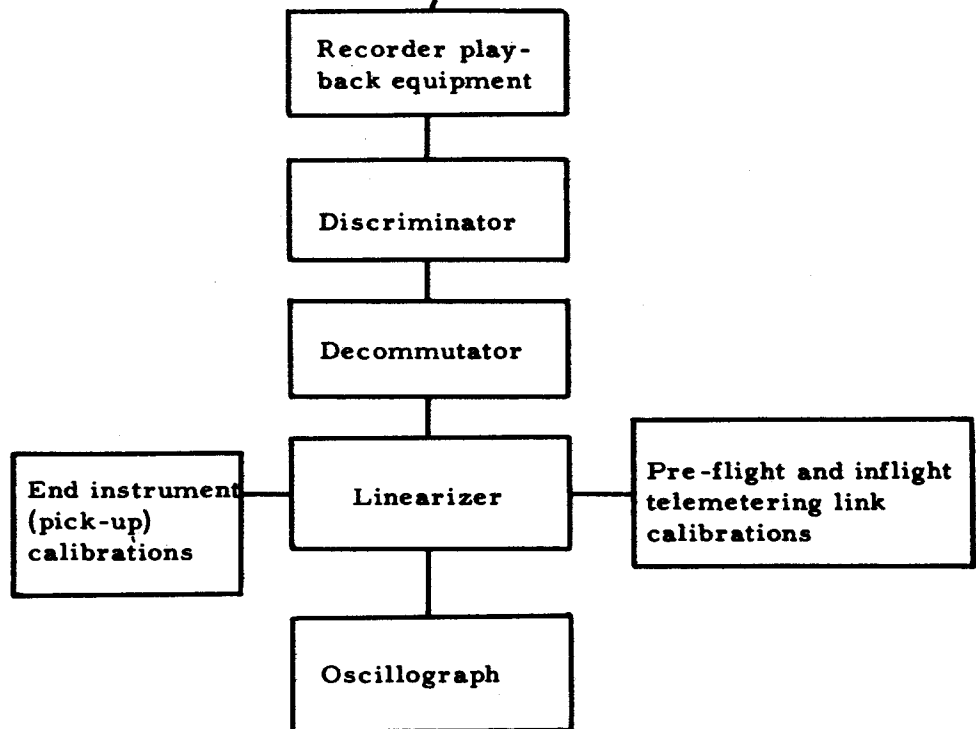 Recorder play-
back equipment
Discriminator
Decommutator
End instrument
(pick-up)
calibrations
Linearizer
Pre-flight and inflight
telemetering link
calibrations
Oscillograph